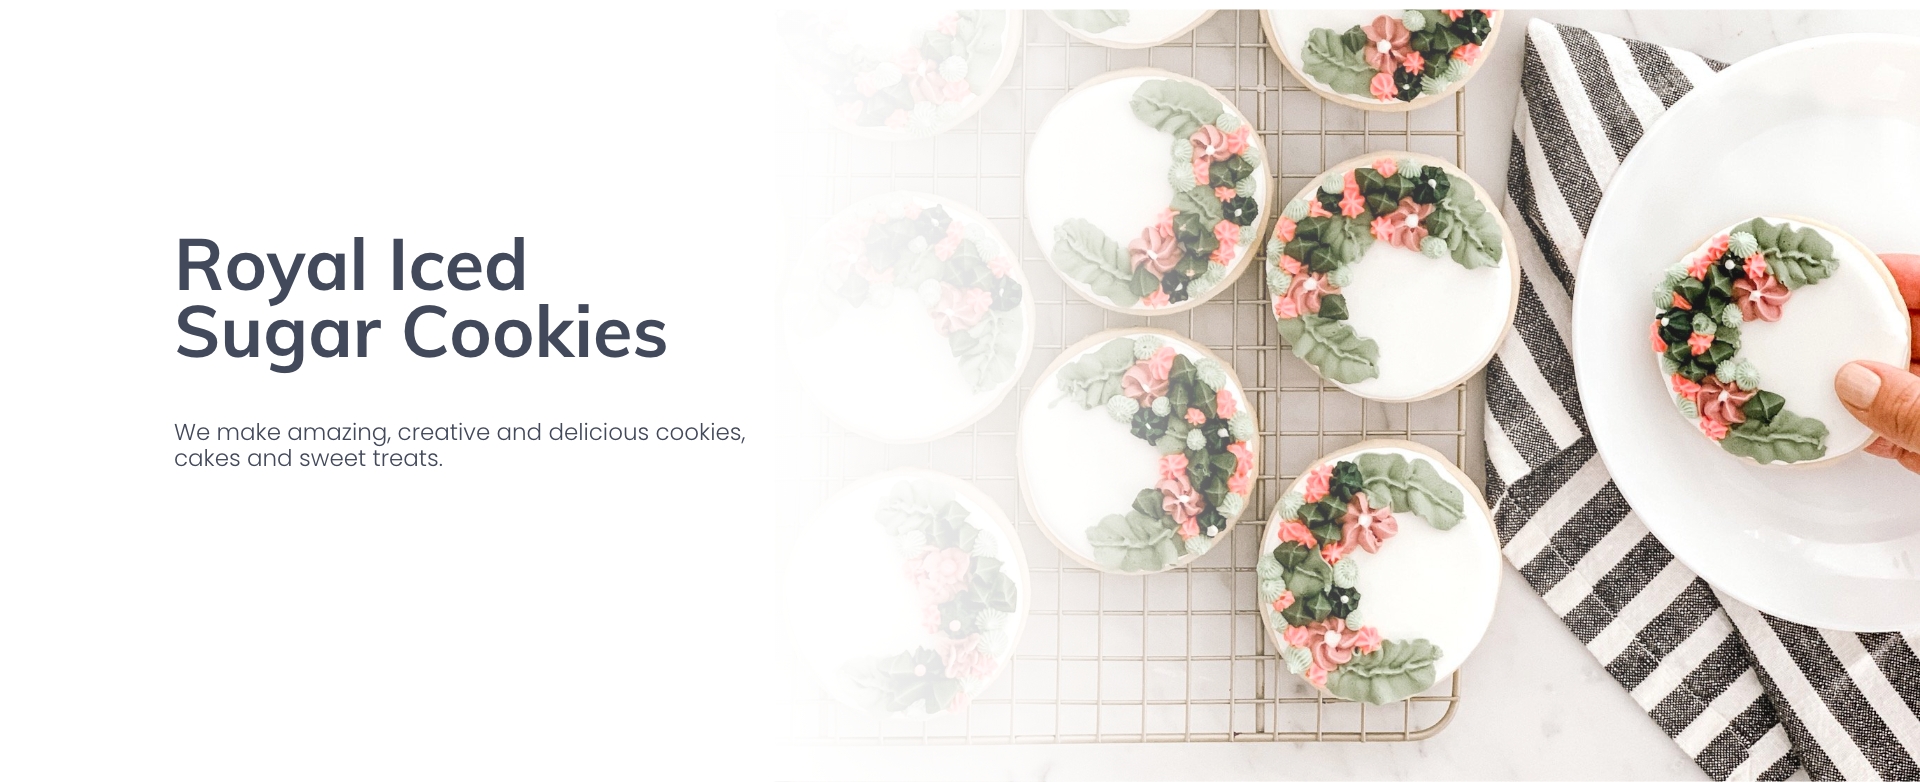 Royal Iced
Sugar Cookies
We make amazing, creative and delicious cookies,
cakes and sweet treats.